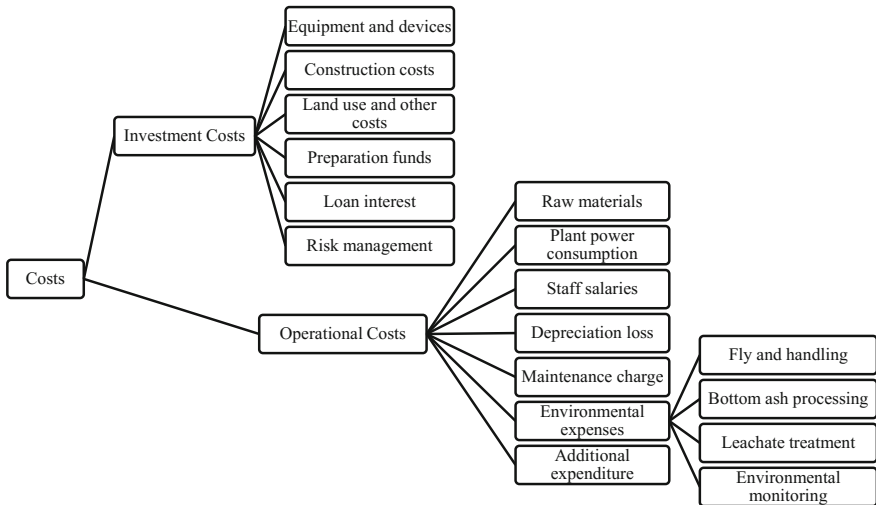 Costs
Investment Costs
Equipment and devices
Construction costs
Land use and other
costs
Preparation funds
Loan interest
Risk management
Operational Costs
Raw materials
Plant power
consumption
Staff salaries
Depreciation loss
Maintenance charge
Environmental
expenses
Additional
expenditure
Fly and handling
Bottom ash processing
Leachate treatment
Environmental
monitoring